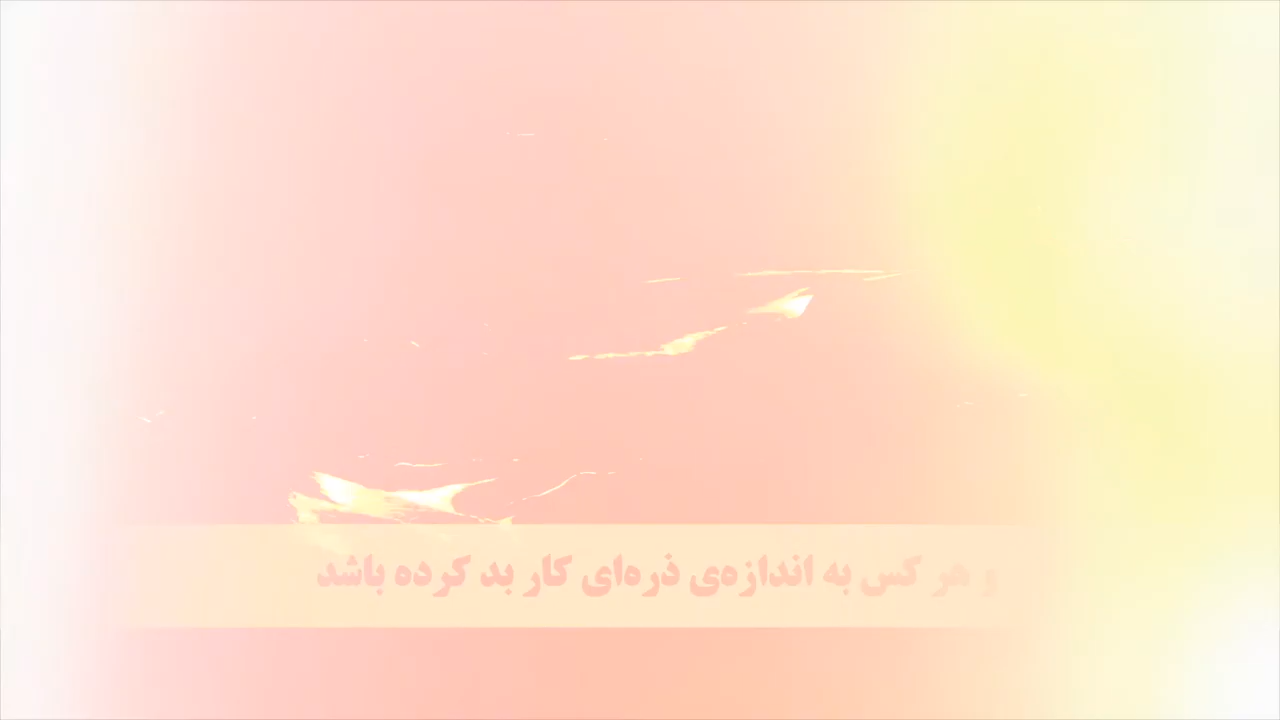 و هر کس به اندازه‌ی ذره‌ای کار بد کرده باشد